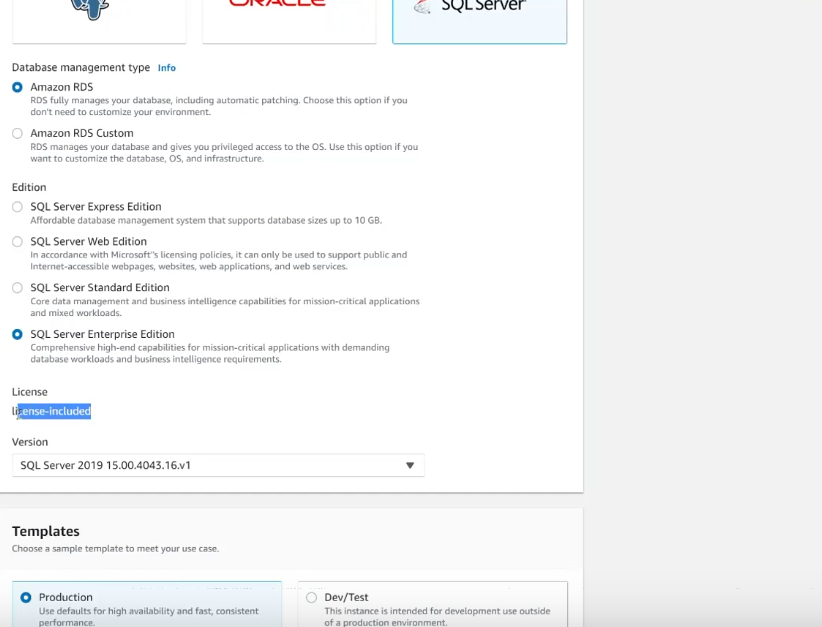 ORACLE
SQL Server
Database management type Info
Amazon RDS
RDS fully manages your database, including automatic patching. Choose this option if you
don't need to customize your environment.
Amazon RDS Custom
RDS manages your database and gives you privileged access to the OS. Use this option if you
want to customize the database, OS, and infrastructure.
Edition
SQL Server Express Edition
Affordable database management system that supports database sizes up to 10 GB.
SQL Server Web Edition
In accordance with Microsoft"s licensing policies, it can only be used to support public and
Internet-accessible webpages, websites, web applications, and web services.
SQL Server Standard Edition
Core data management and business intelligence capabilities for mission-critical applications
and mixed workloads.
SQL Server Enterprise Edition
Comprehensive high-end capabilities for mission-critical applications with demanding
database workloads and business intelligence requirements.
License
license-included
Version
SQL Server 2019 15.00.4043.16.v1
Templates
Choose a sample template to meet your use case.
Production
Use defaults for high availability and fast, consistent
performance.
Dev/Test
This instance is intended for development use outside
of a production environment.